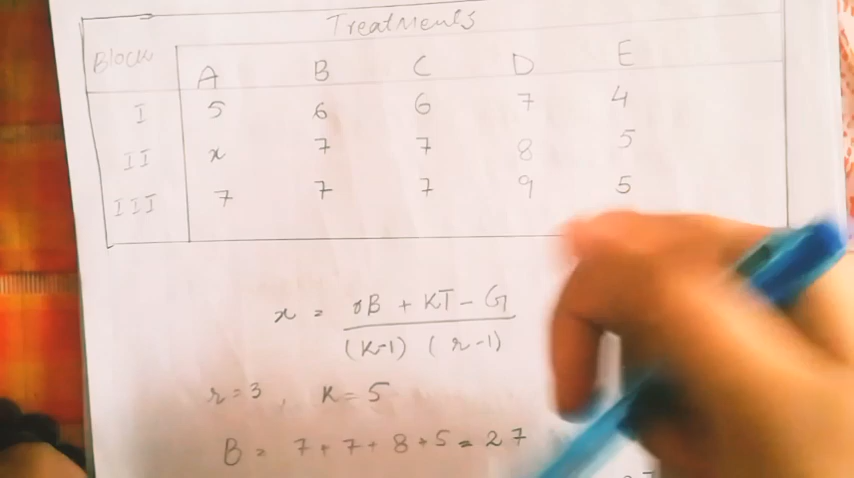 Treatments
Block A B C D E
I 5 6 6 7 4
II x 7 7 8 5
III 7 7 7 9 5
x = rB + KT - G
(K-1) (r-1)
r = 3 , K = 5
B = 7 + 7 + 8 + 5 = 27